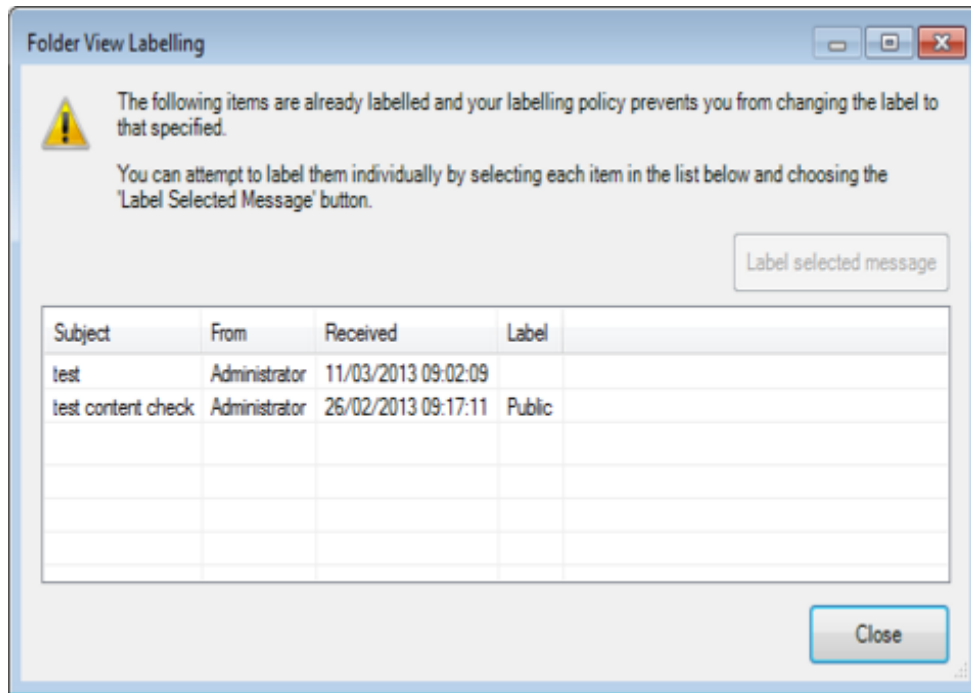 Folder View Labelling
The following items are already labelled and your labelling policy prevents you from changing the label to
that specified.
You can attempt to label them individually by selecting each item in the list below and choosing the
'Label Selected Message' button.
Label selected message
Subject From Received Label
test Administrator 11/03/2013 09:02:09
test content check Administrator 26/02/2013 09:17:11 Public
Close